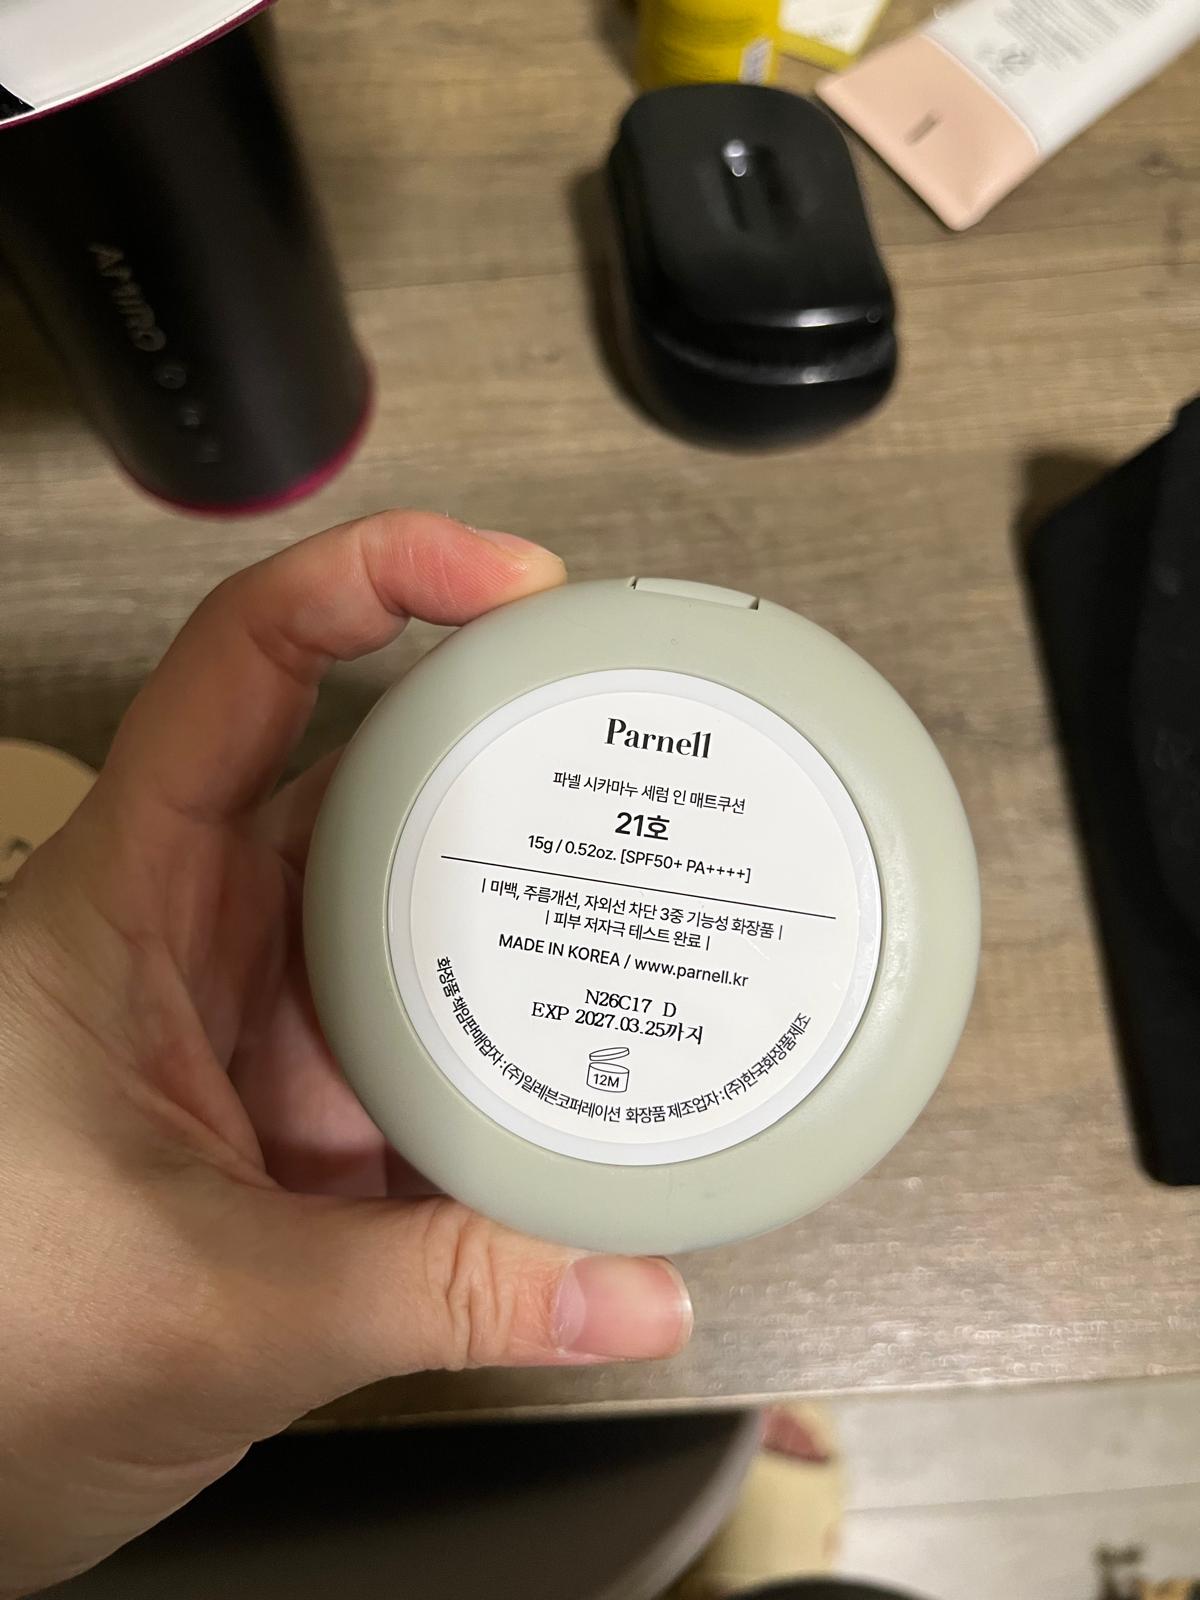 AMIRO
Parnell
파넬 시카마누 세럼 인 매트쿠션
21호
15g / 0.52oz. [SPF50+ PA++++]
| 미백, 주름개선, 자외선 차단 3중 기능성 화장품 |
| 피부 저자극 테스트 완료 |
MADE IN KOREA / www.parnell.kr
N26C17 D
EXP 2027.03.25까지
12M
화장품 책임판매업자 : (주)일레븐코퍼레이션 화장품 제조업자 : (주)한국화장품제조